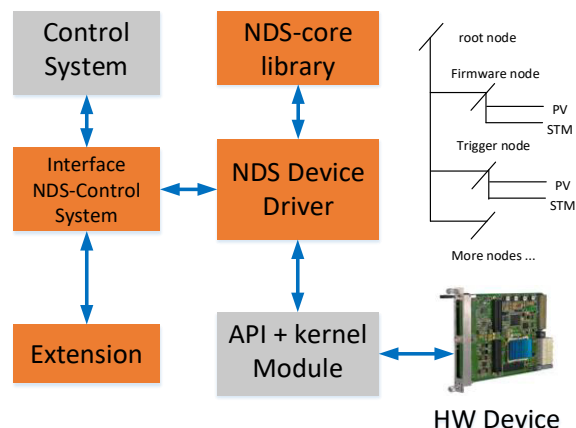 Control
System
NDS-core
library
root node
Firmware node
PV
STM
Interface
NDS-Control
System
NDS Device
Driver
Trigger node
PV
STM
More nodes ...
Extension
API + kernel
Module
HW Device